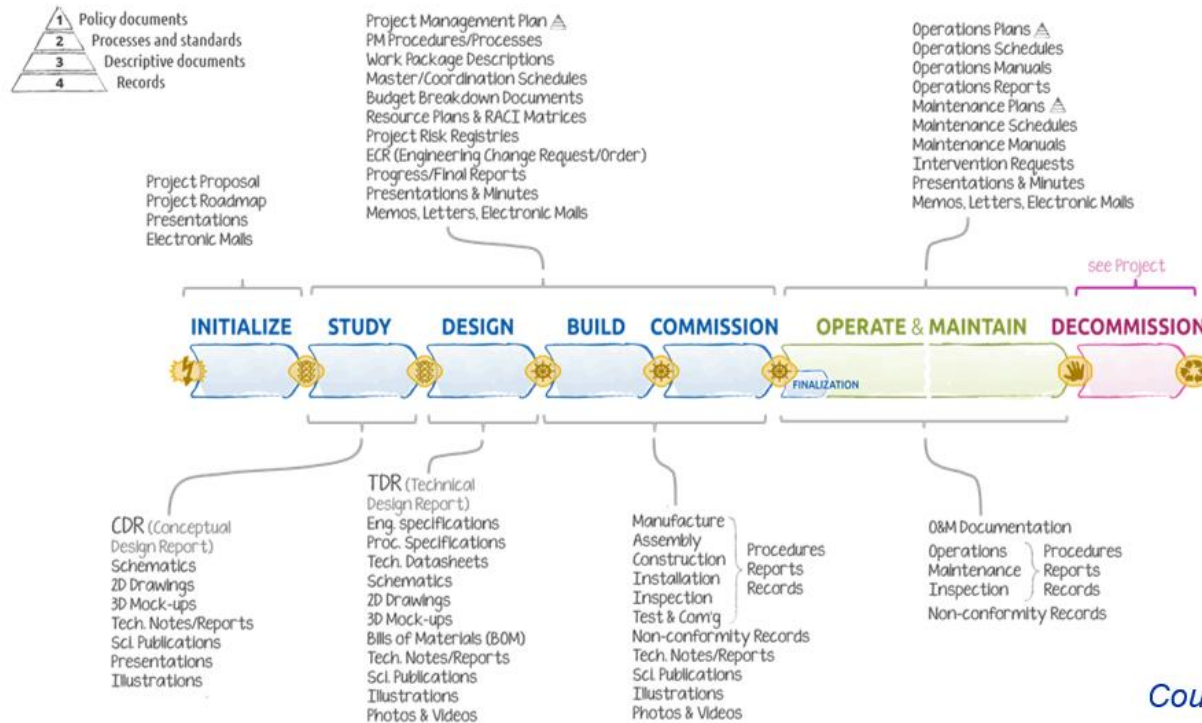 1 Policy documents
2 Processes and standards
3 Descriptive documents
4 Records
Project Proposal
Project Roadmap
Presentations
Electronic Mails
Project Management Plan
PM Procedures/Processes
Work Package Descriptions
Master/Coordination Schedules
Budget Breakdown Documents
Resource Plans & RACI Matrices
Project Risk Registries
ECR (Engineering Change Request/Order)
Progress/Final Reports
Presentations & Minutes
Memos, Letters, Electronic Mails
Operations Plans
Operations Schedules
Operations Manuals
Operations Reports
Maintenance Plans
Maintenance Schedules
Maintenance Manuals
Intervention Requests
Presentations & Minutes
Memos, Letters, Electronic Mails
see Project
INITIALIZE
STUDY
DESIGN
BUILD
COMMISSION
OPERATE & MAINTAIN
DECOMMISSION
FINALIZATION
CDR (Conceptual
Design Report)
Schematics
2D Drawings
3D Mock-ups
Tech. Notes/Reports
Sci. Publications
Presentations
Illustrations
TDR (Technical
Design Report)
Eng. specifications
Proc. Specifications
Tech. Datasheets
Schematics
2D Drawings
3D Mock-ups
Bills of Materials (BOM)
Tech. Notes/Reports
Sci. Publications
Illustrations
Photos & Videos
Manufacture
Assembly
Construction
Installation
Inspection
Test & Com'g
Procedures
Reports
Records
Non-conformity Records
Tech. Notes/Reports
Sci. Publications
Illustrations
Photos & Videos
O&M Documentation
Operations
Maintenance
Inspection
Procedures
Reports
Records
Non-conformity Records
Cou